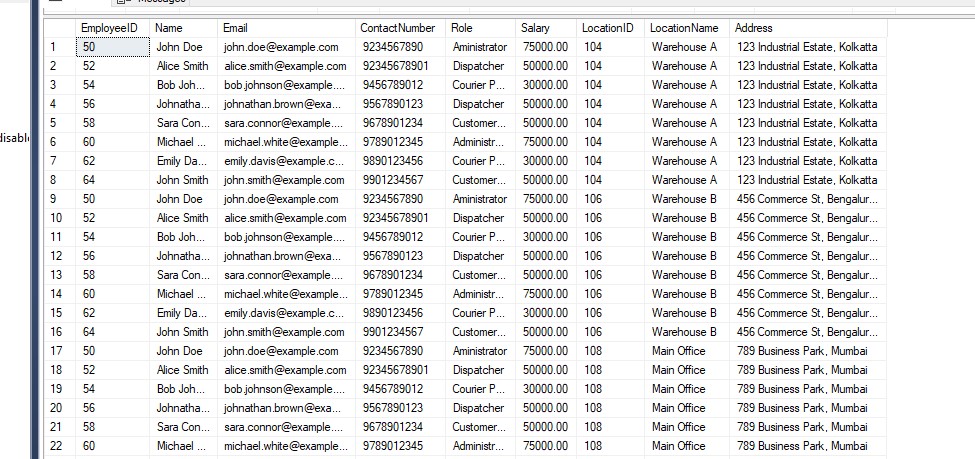 Messages
EmployeeID Name Email ContactNumber Role Salary LocationID LocationName Address
1 50 John Doe john.doe@example.com 9234567890 Aministrator 75000.00 104 Warehouse A 123 Industrial Estate, Kolkatta
2 52 Alice Smith alice.smith@example.com 92345678901 Dispatcher 50000.00 104 Warehouse A 123 Industrial Estate, Kolkatta
3 54 Bob Joh... bob.johnson@example.... 9456789012 Courier P... 30000.00 104 Warehouse A 123 Industrial Estate, Kolkatta
4 56 Johnatha... johnathan.brown@exa... 9567890123 Dispatcher 50000.00 104 Warehouse A 123 Industrial Estate, Kolkatta
disabl 5 58 Sara Con... sara.connor@example.... 9678901234 Customer... 50000.00 104 Warehouse A 123 Industrial Estate, Kolkatta
6 60 Michael ... michael.white@example... 9789012345 Administr... 75000.00 104 Warehouse A 123 Industrial Estate, Kolkatta
7 62 Emily Da... emily.davis@example.c... 9890123456 Courier P... 30000.00 104 Warehouse A 123 Industrial Estate, Kolkatta
8 64 John Smith john.smith@example.com 9901234567 Customer... 50000.00 104 Warehouse A 123 Industrial Estate, Kolkatta
9 50 John Doe john.doe@example.com 9234567890 Aministrator 75000.00 106 Warehouse B 456 Commerce St, Bengalur...
10 52 Alice Smith alice.smith@example.com 92345678901 Dispatcher 50000.00 106 Warehouse B 456 Commerce St, Bengalur...
11 54 Bob Joh... bob.johnson@example.... 9456789012 Courier P... 30000.00 106 Warehouse B 456 Commerce St, Bengalur...
12 56 Johnatha... johnathan.brown@exa... 9567890123 Dispatcher 50000.00 106 Warehouse B 456 Commerce St, Bengalur...
13 58 Sara Con... sara.connor@example.... 9678901234 Customer... 50000.00 106 Warehouse B 456 Commerce St, Bengalur...
14 60 Michael ... michael.white@example... 9789012345 Administr... 75000.00 106 Warehouse B 456 Commerce St, Bengalur...
15 62 Emily Da... emily.davis@example.c... 9890123456 Courier P... 30000.00 106 Warehouse B 456 Commerce St, Bengalur...
16 64 John Smith john.smith@example.com 9901234567 Customer... 50000.00 106 Warehouse B 456 Commerce St, Bengalur...
17 50 John Doe john.doe@example.com 9234567890 Aministrator 75000.00 108 Main Office 789 Business Park, Mumbai
18 52 Alice Smith alice.smith@example.com 92345678901 Dispatcher 50000.00 108 Main Office 789 Business Park, Mumbai
19 54 Bob Joh... bob.johnson@example.... 9456789012 Courier P... 30000.00 108 Main Office 789 Business Park, Mumbai
20 56 Johnatha... johnathan.brown@exa... 9567890123 Dispatcher 50000.00 108 Main Office 789 Business Park, Mumbai
21 58 Sara Con... sara.connor@example.... 9678901234 Customer... 50000.00 108 Main Office 789 Business Park, Mumbai
22 60 Michael ... michael.white@example... 9789012345 Administr... 75000.00 108 Main Office 789 Business Park, Mumbai